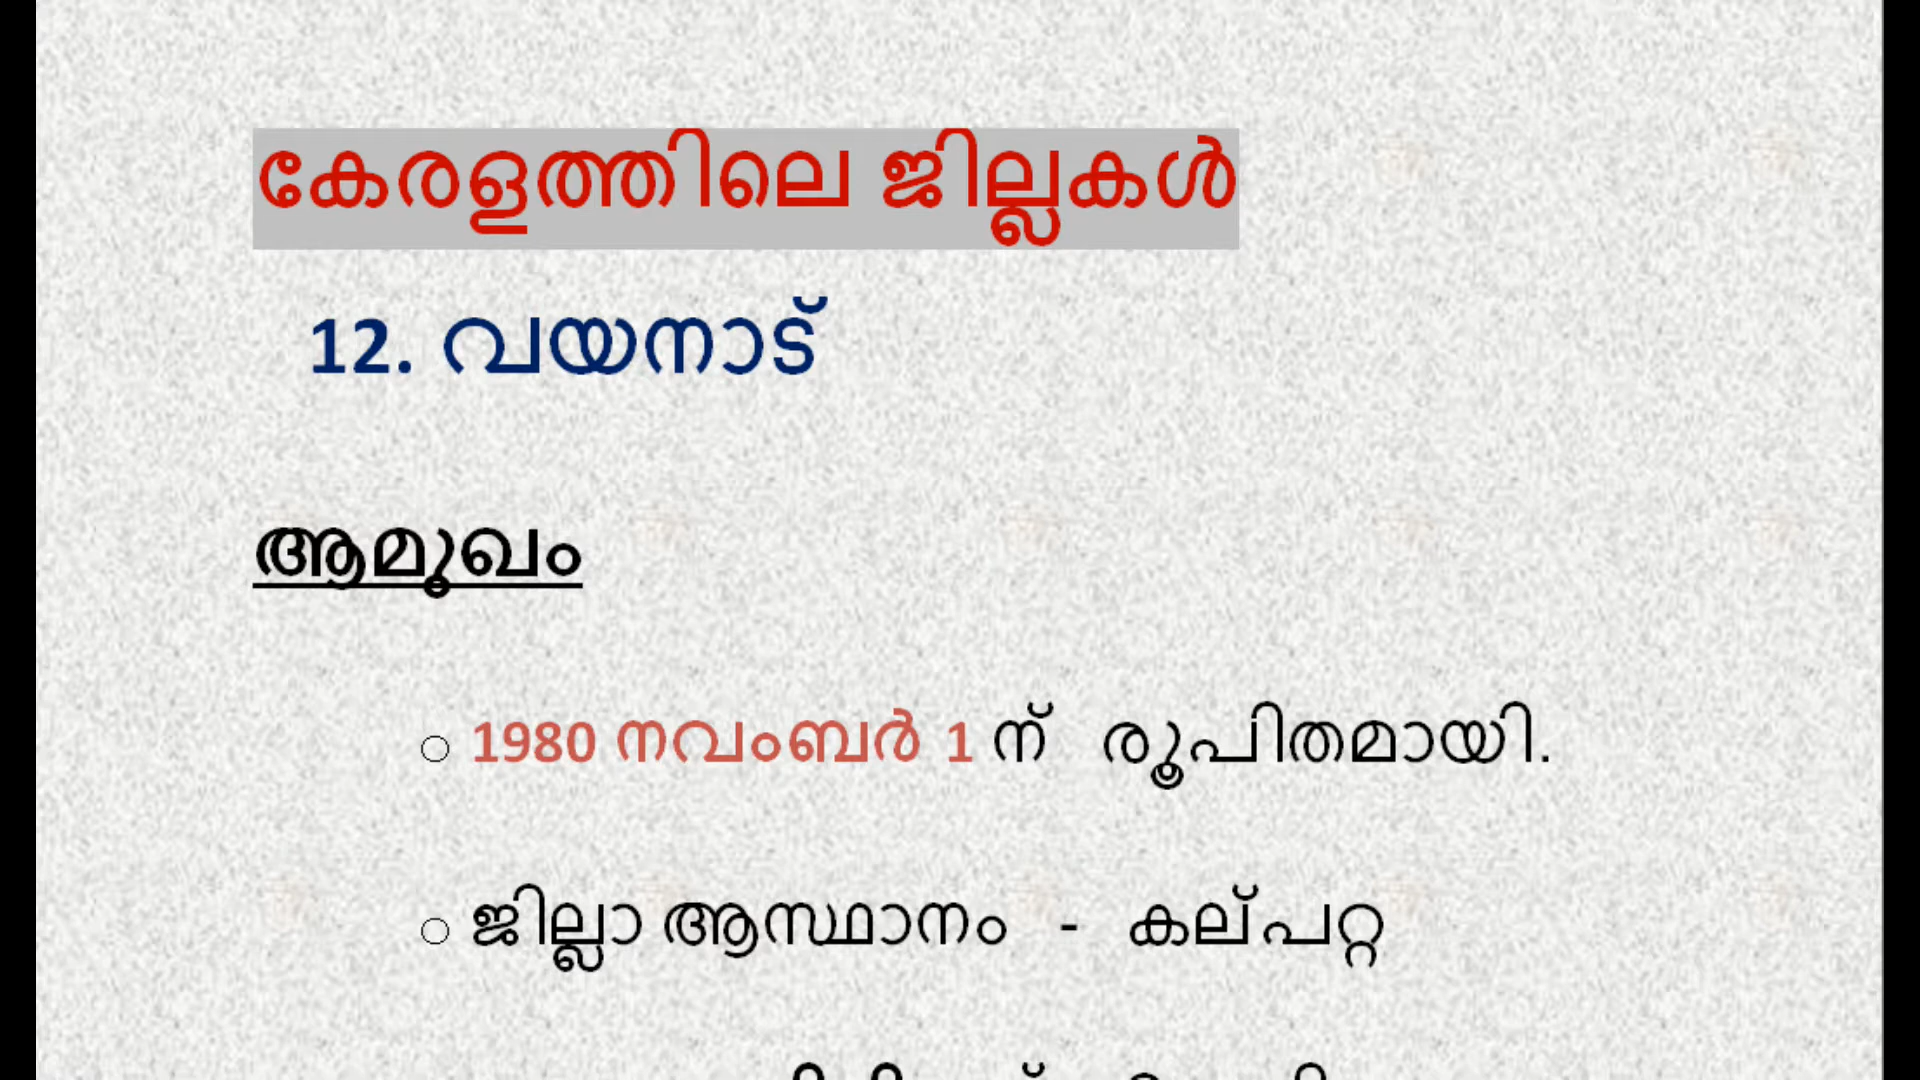 കേരളത്തിലെ ജില്ലകൾ
12. വയനാട്
ആമുഖം
○ 1980 നവംബർ 1 ന് രൂപിതമായി.
○ ജില്ലാ ആസ്ഥാനം - കല്പറ്റ